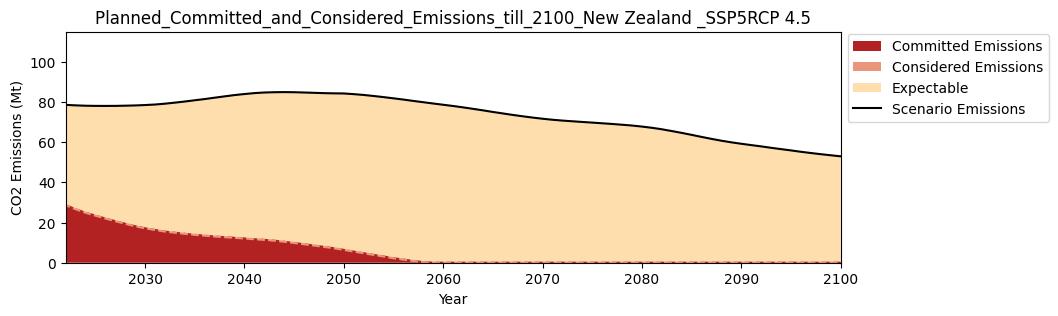 Planned_Committed_and_Considered_Emissions_till_2100_New Zealand _SSP5RCP 4.5
CO2 Emissions (Mt)
100
80
60
40
20
0
2030 2040 2050 2060 2070 2080 2090 2100
Year
Committed Emissions
Considered Emissions
Expectable
Scenario Emissions